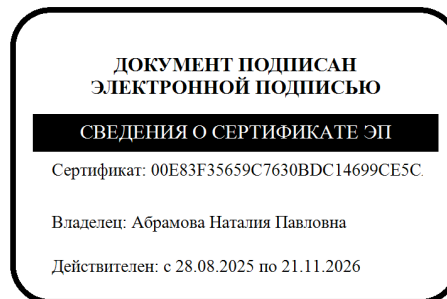 ДОКУМЕНТ ПОДПИСАН
ЭЛЕКТРОННОЙ ПОДПИСЬЮ
СВЕДЕНИЯ О СЕРТИФИКАТЕ ЭП
Сертификат: 00E83F35659C7630BDC14699CE5C
Владелец: Абрамова Наталия Павловна
Действителен: с 28.08.2025 по 21.11.2026